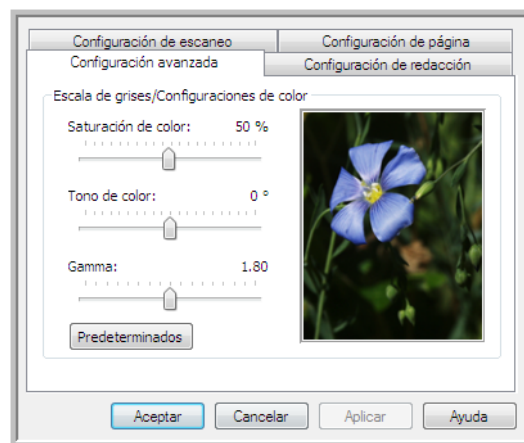 Configuración de escaneo Configuración de página
Configuración avanzada Configuración de redacción
Escala de grises/Configuraciones de color
Saturación de color: 50 %
Tono de color: 0 °
Gamma: 1.80
Predeterminados
Aceptar Cancelar Aplicar Ayuda